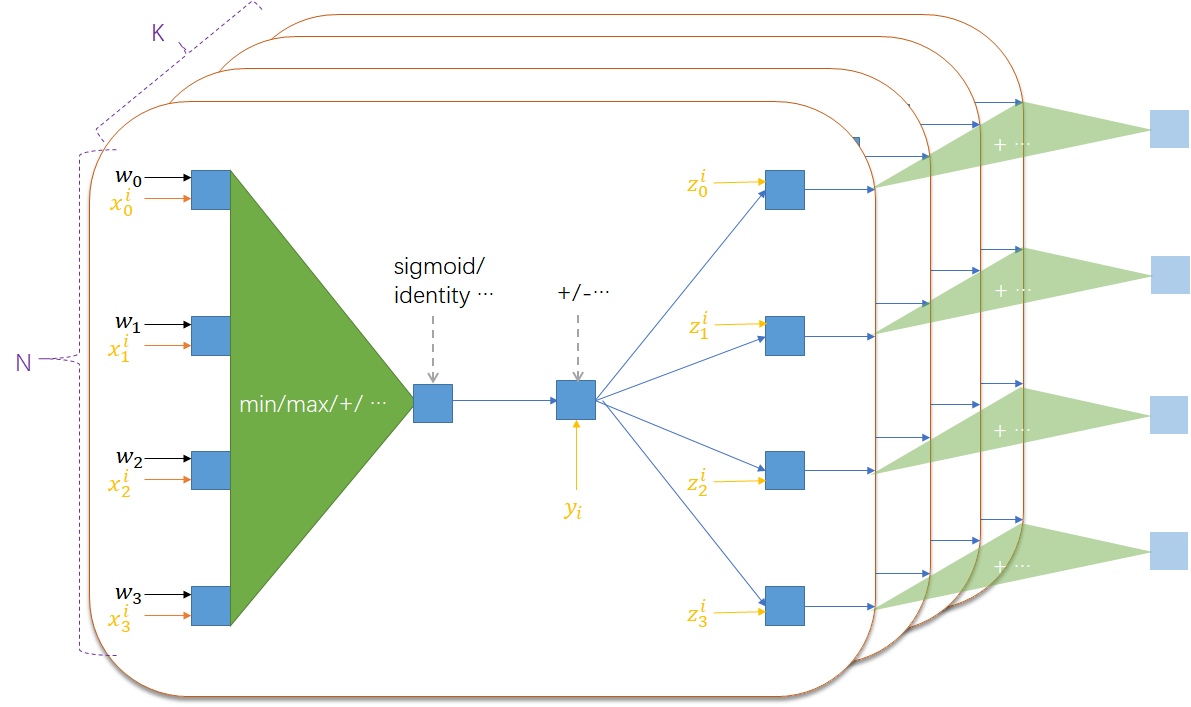 K
w₀
x₀ⁱ
z₀ⁱ
+ ⋯
sigmoid/
identity ⋯
+/-⋯
w₁
x₁ⁱ
z₁ⁱ
+ ⋯
N
min/max/+/ ⋯
w₂
x₂ⁱ
yᵢ
z₂ⁱ
+ ⋯
w₃
x₃ⁱ
z₃ⁱ
+ ⋯